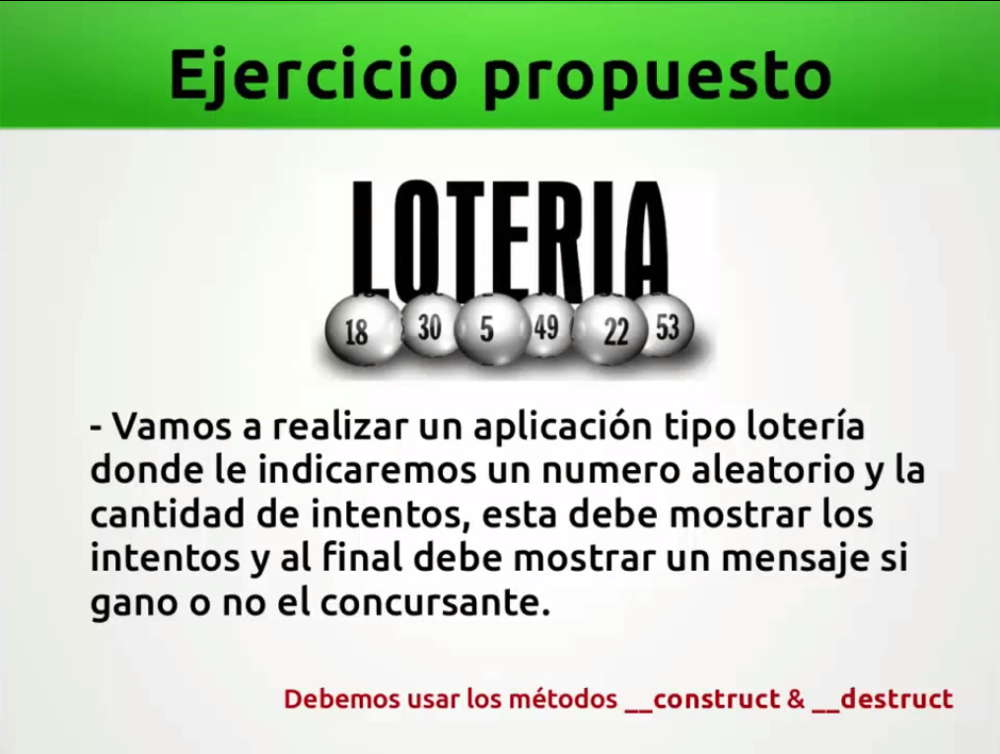 Ejercicio propuesto
LOTERIA
18 30 5 49 22 53
- Vamos a realizar un aplicación tipo lotería
donde le indicaremos un numero aleatorio y la
cantidad de intentos, esta debe mostrar los
intentos y al final debe mostrar un mensaje si
gano o no el concursante.
Debemos usar los métodos __construct & __destruct